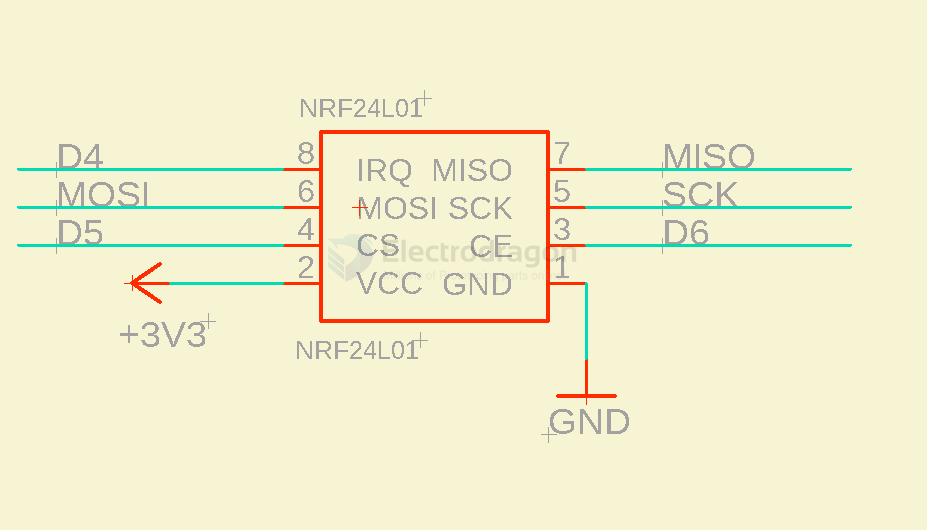 NRF24L01
D4 8 IRQ MISO 7 MISO
MOSI 6 MOSI SCK 5 SCK
D5 4 CS CE 3 D6
Electrodragon
2 VCC GND 1
+3V3
NRF24L01
GND